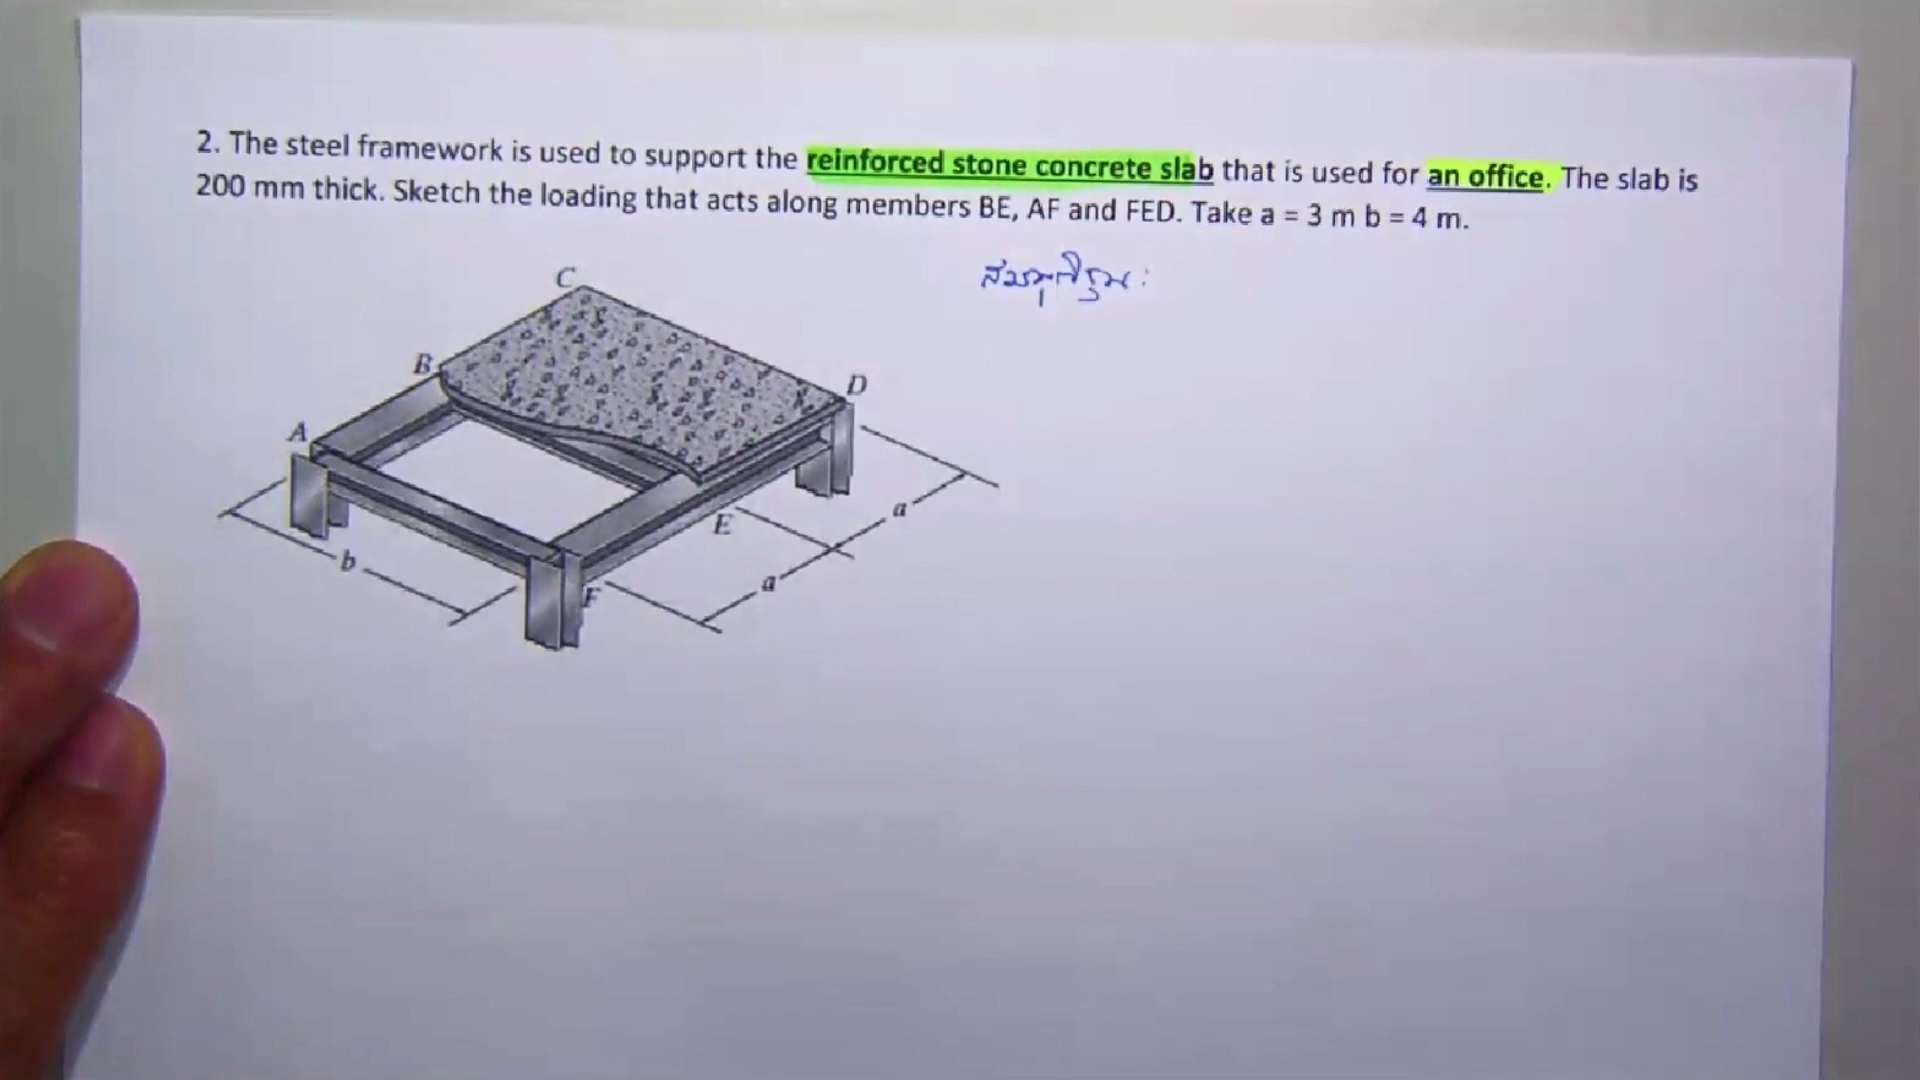 2. The steel framework is used to support the reinforced stone concrete slab that is used for an office. The slab is
200 mm thick. Sketch the loading that acts along members BE, AF and FED. Take a = 3 m b = 4 m.
C
B
D
A
E
a
b
a
F